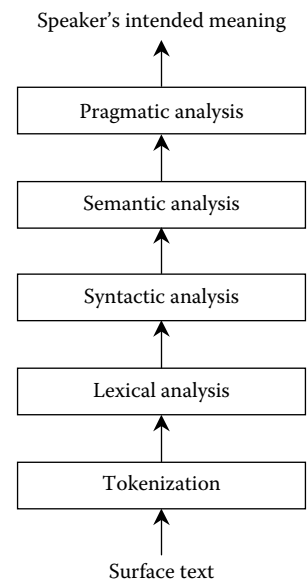 Speaker's intended meaning
Pragmatic analysis
Semantic analysis
Syntactic analysis
Lexical analysis
Tokenization
Surface text